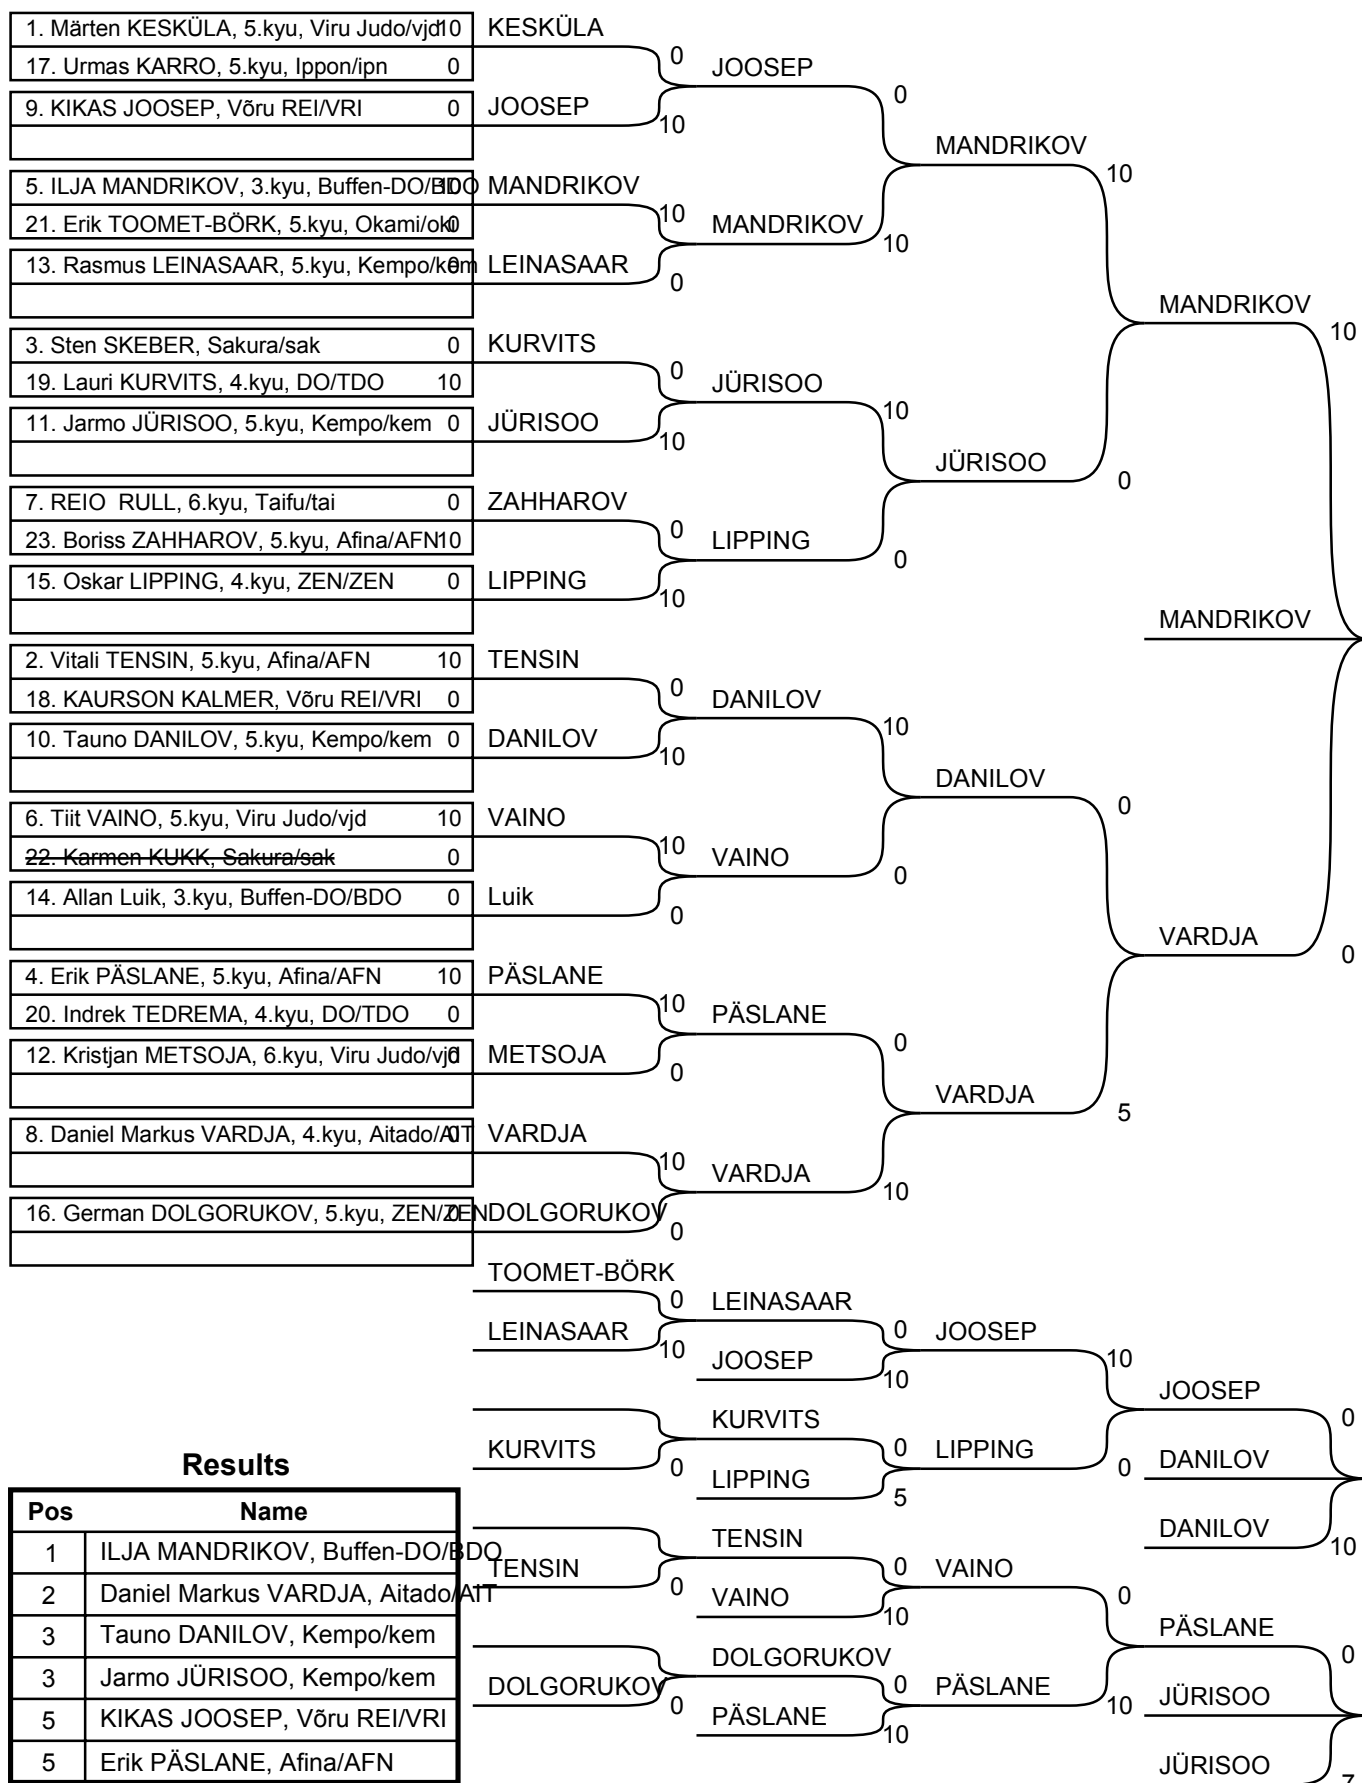 1. Märten KESKÜLA, 5.kyu, Viru Judo/vjd 10 KESKÜLA
0
17. Urmas KARRO, 5.kyu, Ippon/ipn 0
JOOSEP
0
9. KIKAS JOOSEP, Võru REI/VRI 0 JOOSEP
10
MANDRIKOV
10
5. ILJA MANDRIKOV, 3.kyu, Buffen-DO/BDO 10 MANDRIKOV
10
21. Erik TOOMET-BÖRK, 5.kyu, Okami/oki 0
MANDRIKOV
10
13. Rasmus LEINASAAR, 5.kyu, Kempo/kem 0 LEINASAAR
0
MANDRIKOV
10
3. Sten SKEBER, Sakura/sak 0 KURVITS
0
19. Lauri KURVITS, 4.kyu, DO/TDO 10
JÜRISOO
10
11. Jarmo JÜRISOO, 5.kyu, Kempo/kem 0 JÜRISOO
10
JÜRISOO
0
7. REIO  RULL, 6.kyu, Taifu/tai 0 ZAHHAROV
0
23. Boriss ZAHHAROV, 5.kyu, Afina/AFN 10
LIPPING
0
15. Oskar LIPPING, 4.kyu, ZEN/ZEN 0 LIPPING
10
MANDRIKOV
2. Vitali TENSIN, 5.kyu, Afina/AFN 10 TENSIN
0
18. KAURSON KALMER, Võru REI/VRI 0
DANILOV
10
10. Tauno DANILOV, 5.kyu, Kempo/kem 0 DANILOV
10
DANILOV
0
6. Tiit VAINO, 5.kyu, Viru Judo/vjd 10 VAINO
10
22. Karmen KUKK, Sakura/sak 0
VAINO
0
14. Allan Luik, 3.kyu, Buffen-DO/BDO 0 Luik
0
VARDJA
0
4. Erik PÄSLANE, 5.kyu, Afina/AFN 10 PÄSLANE
10
20. Indrek TEDREMA, 4.kyu, DO/TDO 0
PÄSLANE
0
12. Kristjan METSOJA, 6.kyu, Viru Judo/vjd 0 METSOJA
0
VARDJA
5
8. Daniel Markus VARDJA, 4.kyu, Aitado/AIT 0 VARDJA
10
VARDJA
10
16. German DOLGORUKOV, 5.kyu, ZEN/ZEN 0 DOLGORUKOV
0
TOOMET-BÖRK
0
LEINASAAR
0
LEINASAAR
10
JOOSEP
10
JOOSEP
10
JOOSEP
0
KURVITS
0
KURVITS
0
LIPPING
0
LIPPING
5
DANILOV
DANILOV
10
TENSIN
0
TENSIN
0
VAINO
0
VAINO
10
PÄSLANE
0
DOLGORUKOV
0
DOLGORUKOV
0
PÄSLANE
10
PÄSLANE
10
JÜRISOO
JÜRISOO
7
Results
Pos Name
1 ILJA MANDRIKOV, Buffen-DO/BDO
2 Daniel Markus VARDJA, Aitado/AIT
3 Tauno DANILOV, Kempo/kem
3 Jarmo JÜRISOO, Kempo/kem
5 KIKAS JOOSEP, Võru REI/VRI
5 Erik PÄSLANE, Afina/AFN